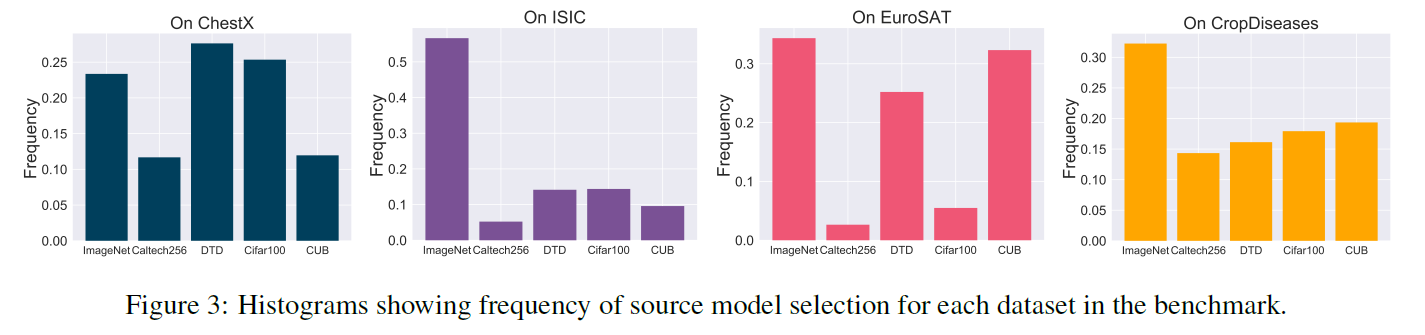 On ChestX
Frequency
0.25
0.20
0.15
0.10
0.05
0.00
ImageNet Caltech256 DTD Cifar100 CUB
On ISIC
Frequency
0.5
0.4
0.3
0.2
0.1
0.0
ImageNet Caltech256 DTD Cifar100 CUB
On EuroSAT
Frequency
0.3
0.2
0.1
0.0
ImageNet Caltech256 DTD Cifar100 CUB
On CropDiseases
Frequency
0.30
0.25
0.20
0.15
0.10
0.05
0.00
ImageNet Caltech256 DTD Cifar100 CUB
Figure 3: Histograms showing frequency of source model selection for each dataset in the benchmark.